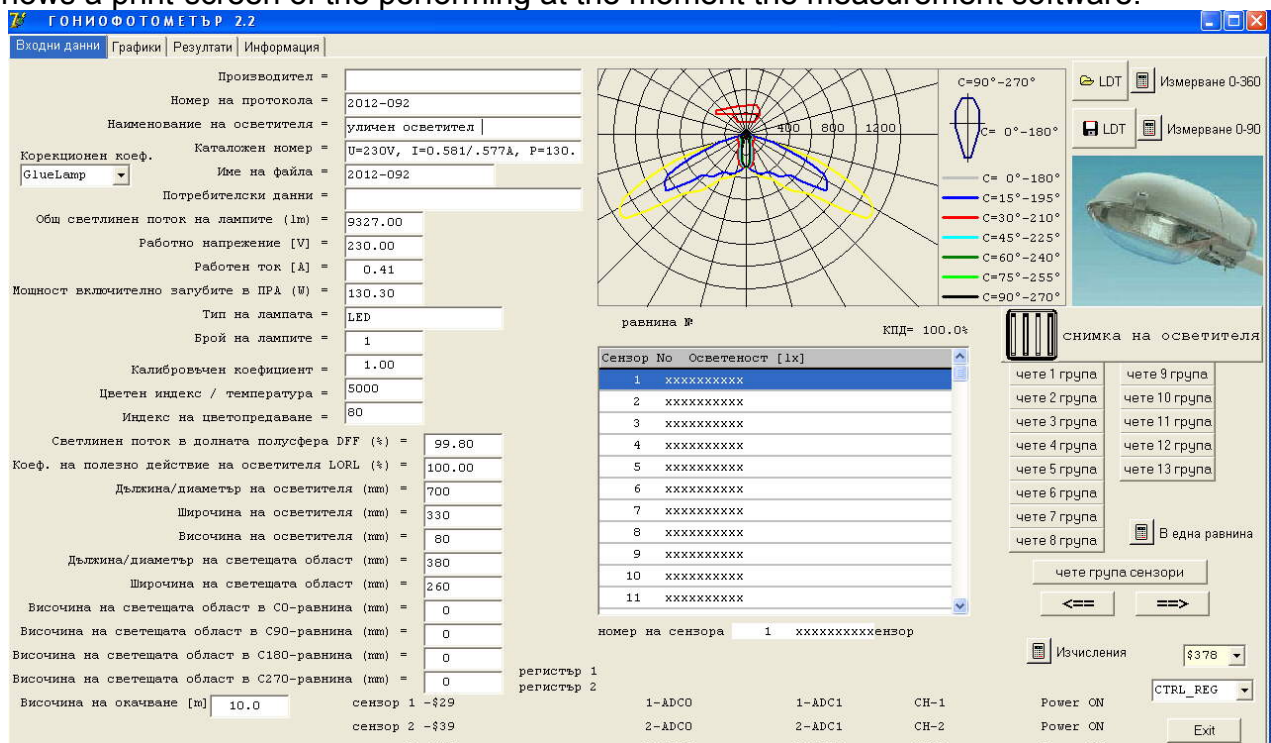 nows a print-screen of the performing at the moment the measurement software.
ГОНИОФОТОМЕТЪР 2.2
Входни данни Графики Резултати Информация
Производител =
Номер на протокола = 2012-092
Наименование на осветителя = уличен осветител
Каталожен номер = U=230V, I=0.581/.577A, P=130.
Корекционен коеф.
GlueLamp
Име на файла = 2012-092
Потребителски данни =
Общ светлинен поток на лампите (lm) = 9327.00
Работно напрежение [V] = 230.00
Работен ток [A] = 0.41
Мощност включително загубите в ПРА (W) = 130.30
Тип на лампата = LED
Брой на лампите = 1
Калибровъчен коефициент = 1.00
Цветен индекс / температура = 5000
Индекс на цветопредаване = 80
Светлинен поток в долната полусфера DFF (%) = 99.80
Коеф. на полезно действие на осветителя LORL (%) = 100.00
Дължина/диаметър на осветителя (mm) = 700
Широчина на осветителя (mm) = 330
Височина на осветителя (mm) = 80
Дължина/диаметър на светещата област (mm) = 380
Широчина на светещата област (mm) = 260
Височина на светещата област в C0-равнина (mm) = 0
Височина на светещата област в C90-равнина (mm) = 0
Височина на светещата област в C180-равнина (mm) = 0
Височина на светещата област в C270-равнина (mm) = 0
Височина на окачване [m] 10.0
400 800 1200
C=90°-270°
C= 0°-180°
C= 0°-180°
C=15°-195°
C=30°-210°
C=45°-225°
C=60°-240°
C=75°-255°
C=90°-270°
LDT Измерване 0-360
LDT Измерване 0-90
равнина №
КПД= 100.0%
снимка на осветителя
Сензор No Осветеност [lx]
1 xxxxxxxxxx
2 xxxxxxxxxx
3 xxxxxxxxxx
4 xxxxxxxxxx
5 xxxxxxxxxx
6 xxxxxxxxxx
7 xxxxxxxxxx
8 xxxxxxxxxx
9 xxxxxxxxxx
10 xxxxxxxxxx
11 xxxxxxxxxx
номер на сензора 1 xxxxxxxxxxензор
чете 1 група чете 9 група
чете 2 група чете 10 група
чете 3 група чете 11 група
чете 4 група чете 12 група
чете 5 група чете 13 група
чете 6 група
чете 7 група
чете 8 група
В една равнина
чете група сензори
<== ==>
Изчисления
$378
CTRL_REG
регистър 1
регистър 2
сензор 1 -$29 1-ADC0 1-ADC1 CH-1 Power ON
сензор 2 -$39 2-ADC0 2-ADC1 CH-2 Power ON
Exit